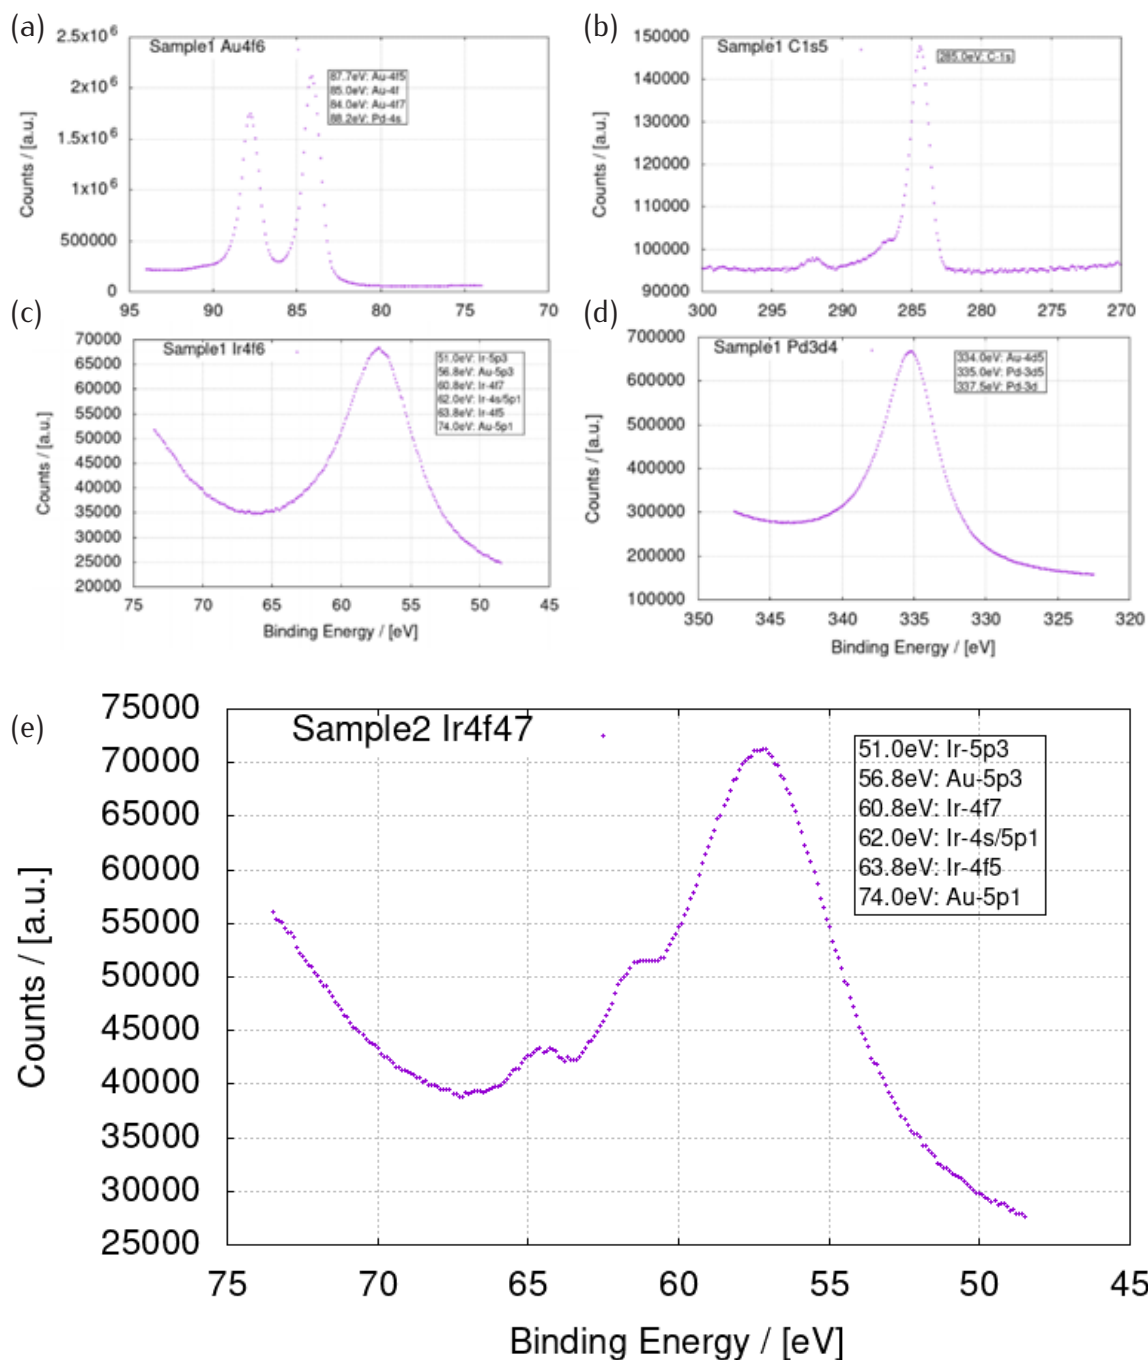 (a)
Sample1 Au4f6
87.7eV: Au-4f5
85.0eV: Au-4f
84.0eV: Au-4f7
88.2eV: Pd-4s
Counts / [a.u.]
2.5x10⁶
2x10⁶
1.5x10⁶
1x10⁶
500000
0
95 90 85 80 75 70
(b)
Sample1 C1s5
285.0eV: C-1s
Counts / [a.u.]
150000
140000
130000
120000
110000
100000
90000
300 295 290 285 280 275 270
(c)
Sample1 Ir4f6
51.0eV: Ir-5p3
56.8eV: Au-5p3
60.8eV: Ir-4f7
62.0eV: Ir-4s/5p1
63.8eV: Ir-4f5
74.0eV: Au-5p1
Counts / [a.u.]
70000
65000
60000
55000
50000
45000
40000
35000
30000
25000
20000
75 70 65 60 55 50 45
Binding Energy / [eV]
(d)
Sample1 Pd3d4
334.0eV: Au-4d5
335.0eV: Pd-3d5
337.5eV: Pd-3d
Counts / [a.u.]
700000
600000
500000
400000
300000
200000
100000
350 345 340 335 330 325 320
Binding Energy / [eV]
(e)
Sample2 Ir4f47
51.0eV: Ir-5p3
56.8eV: Au-5p3
60.8eV: Ir-4f7
62.0eV: Ir-4s/5p1
63.8eV: Ir-4f5
74.0eV: Au-5p1
Counts / [a.u.]
75000
70000
65000
60000
55000
50000
45000
40000
35000
30000
25000
75 70 65 60 55 50 45
Binding Energy / [eV]